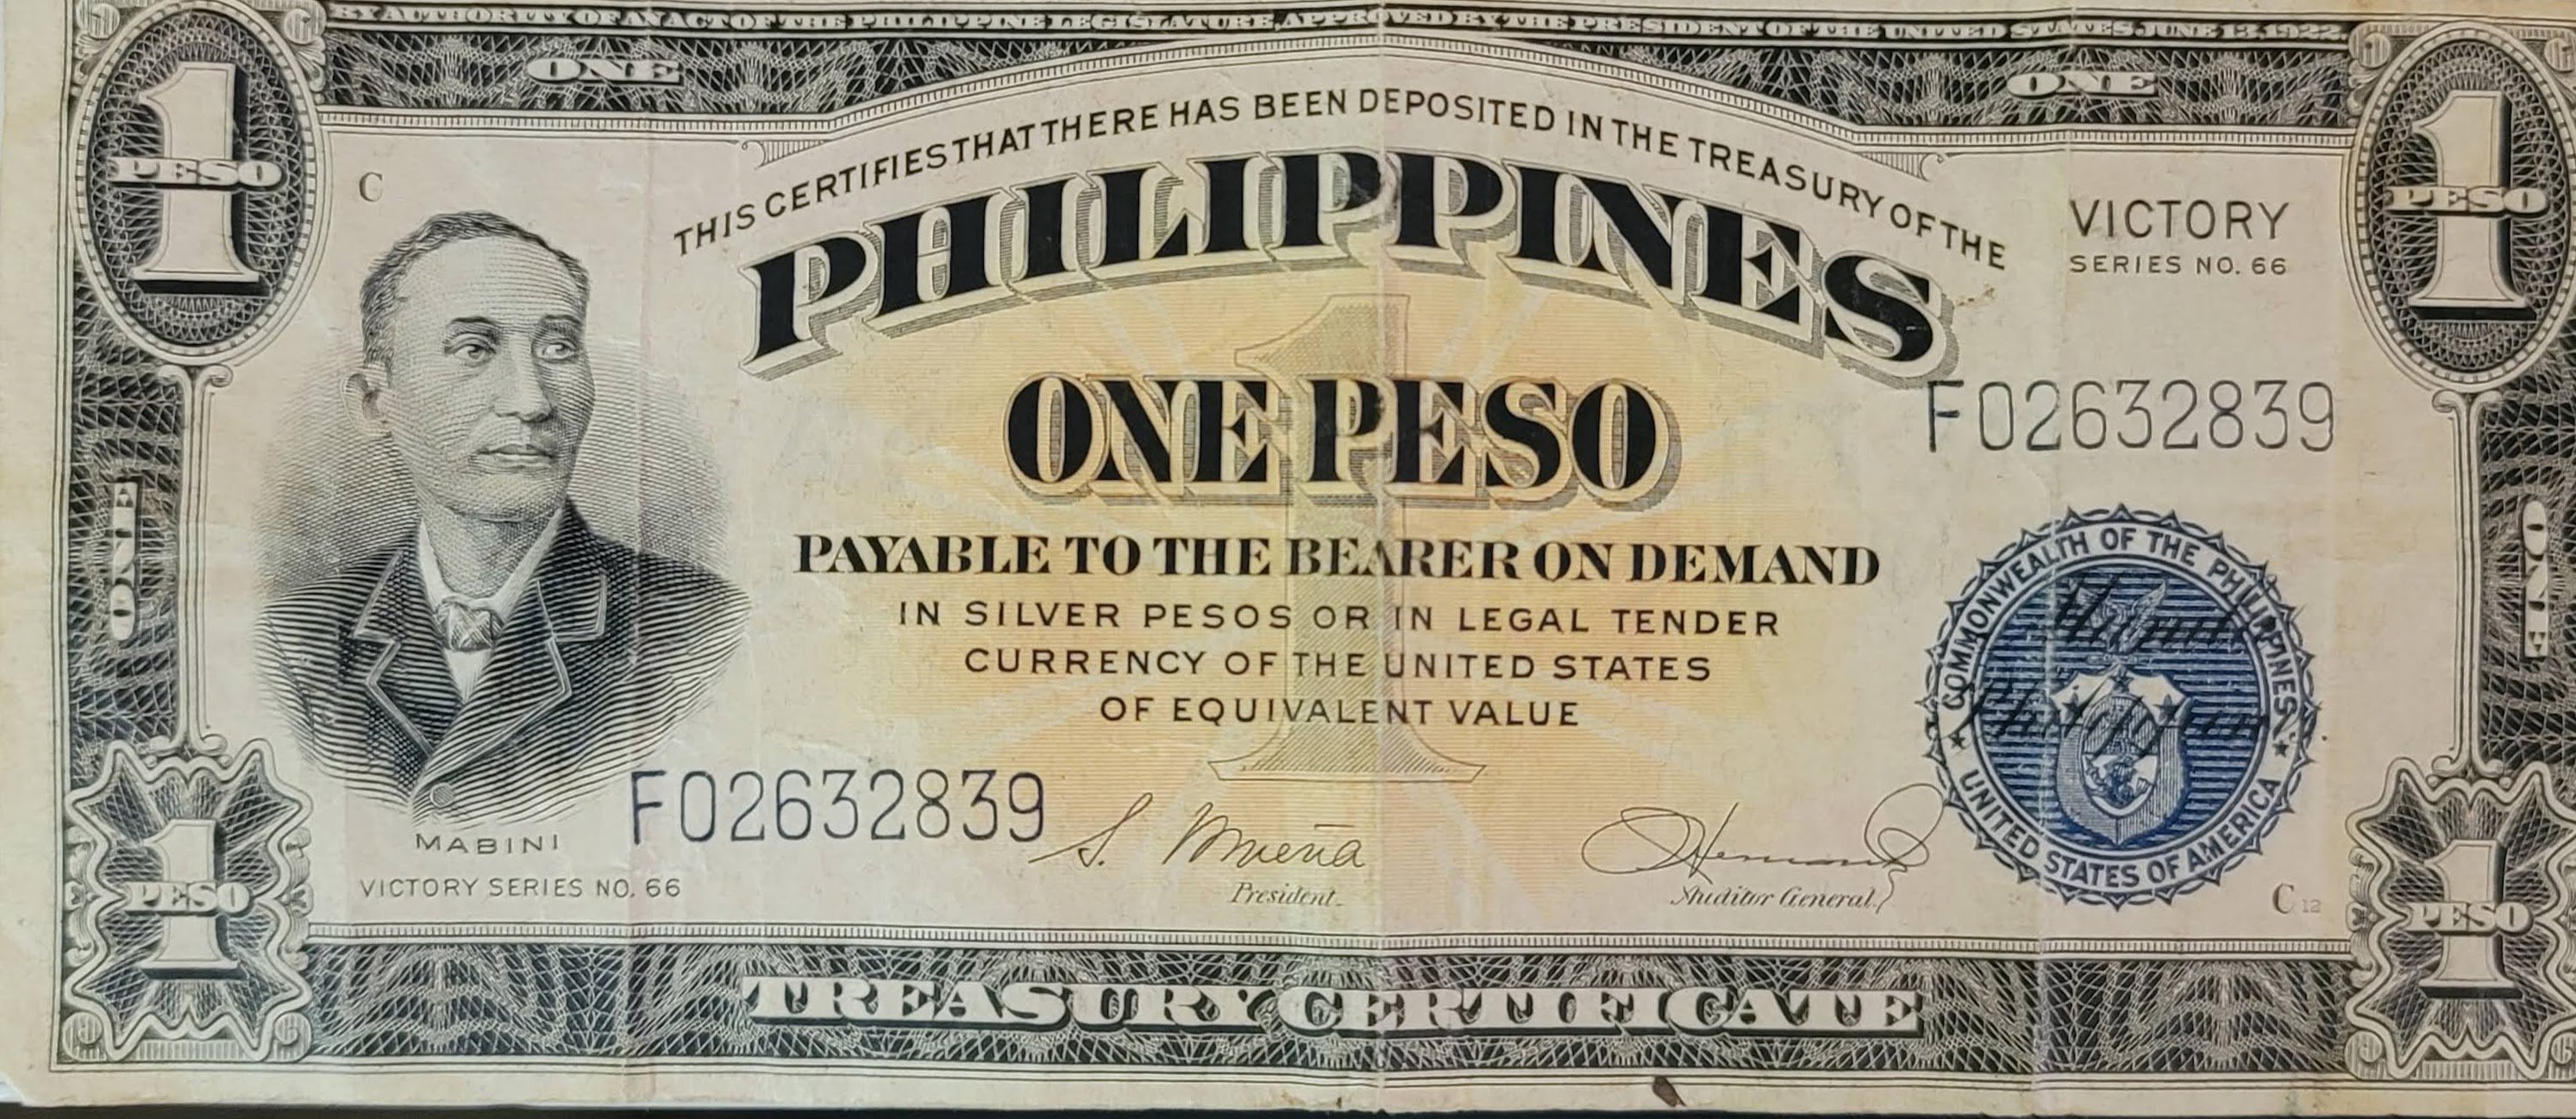 BY AUTHORITY OF AN ACT OF THE PHILIPPINE LEGISLATURE, APPROVED BY THE PRESIDENT OF THE UNITED STATES, JUNE 13, 1922.
ONE
ONE
1
PESO
1
PESO
C
THIS CERTIFIES THAT THERE HAS BEEN DEPOSITED IN THE TREASURY OF THE
PHILIPPINES
VICTORY
SERIES NO. 66
1
ONE PESO
F02632839
PAYABLE TO THE BEARER ON DEMAND
IN SILVER PESOS OR IN LEGAL TENDER
CURRENCY OF THE UNITED STATES
OF EQUIVALENT VALUE
ONE
ONE
COMMONWEALTH OF THE PHILIPPINES
UNITED STATES OF AMERICA
F02632839
MABINI
VICTORY SERIES NO. 66
S. Osmeña
President.
Auditor General.
C 12
1
PESO
1
PESO
TREASURY CERTIFICATE